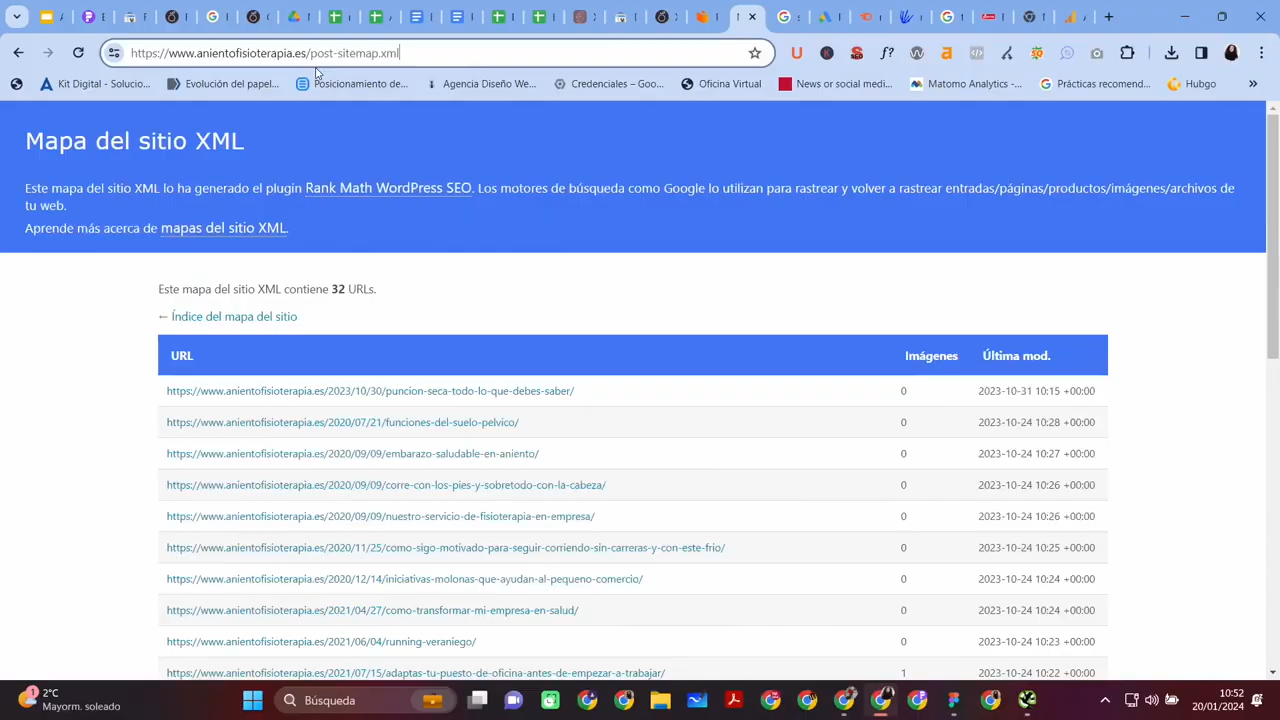 https://www.anientofisioterapia.es/post-sitemap.xml
Kit Digital - Solucio...
Evolución del papel...
Posicionamiento de...
Agencia Diseño We...
Credenciales – Goo...
Oficina Virtual
News or social medi...
Matomo Analytics -...
Prácticas recomend...
Hubgo
Mapa del sitio XML
Este mapa del sitio XML lo ha generado el plugin Rank Math WordPress SEO. Los motores de búsqueda como Google lo utilizan para rastrear y volver a rastrear entradas/páginas/productos/imágenes/archivos de
tu web.
Aprende más acerca de mapas del sitio XML.
Este mapa del sitio XML contiene 32 URLs.
← Índice del mapa del sitio
URL Imágenes Última mod.
https://www.anientofisioterapia.es/2023/10/30/puncion-seca-todo-lo-que-debes-saber/ 0 2023-10-31 10:15 +00:00
https://www.anientofisioterapia.es/2020/07/21/funciones-del-suelo-pelvico/ 0 2023-10-24 10:28 +00:00
https://www.anientofisioterapia.es/2020/09/09/embarazo-saludable-en-aniento/ 0 2023-10-24 10:27 +00:00
https://www.anientofisioterapia.es/2020/09/09/corre-con-los-pies-y-sobretodo-con-la-cabeza/ 0 2023-10-24 10:26 +00:00
https://www.anientofisioterapia.es/2020/09/09/nuestro-servicio-de-fisioterapia-en-empresa/ 0 2023-10-24 10:26 +00:00
https://www.anientofisioterapia.es/2020/11/25/como-sigo-motivado-para-seguir-corriendo-sin-carreras-y-con-este-frio/ 0 2023-10-24 10:25 +00:00
https://www.anientofisioterapia.es/2020/12/14/iniciativas-molonas-que-ayudan-al-pequeno-comercio/ 0 2023-10-24 10:24 +00:00
https://www.anientofisioterapia.es/2021/04/27/como-transformar-mi-empresa-en-salud/ 0 2023-10-24 10:24 +00:00
https://www.anientofisioterapia.es/2021/06/04/running-veraniego/ 0 2023-10-24 10:23 +00:00
https://www.anientofisioterapia.es/2021/07/15/adaptas-tu-puesto-de-oficina-antes-de-empezar-a-trabajar/ 1 2023-10-24 10:22 +00:00
2°C
Mayorm. soleado
Búsqueda
10:52
20/01/2024